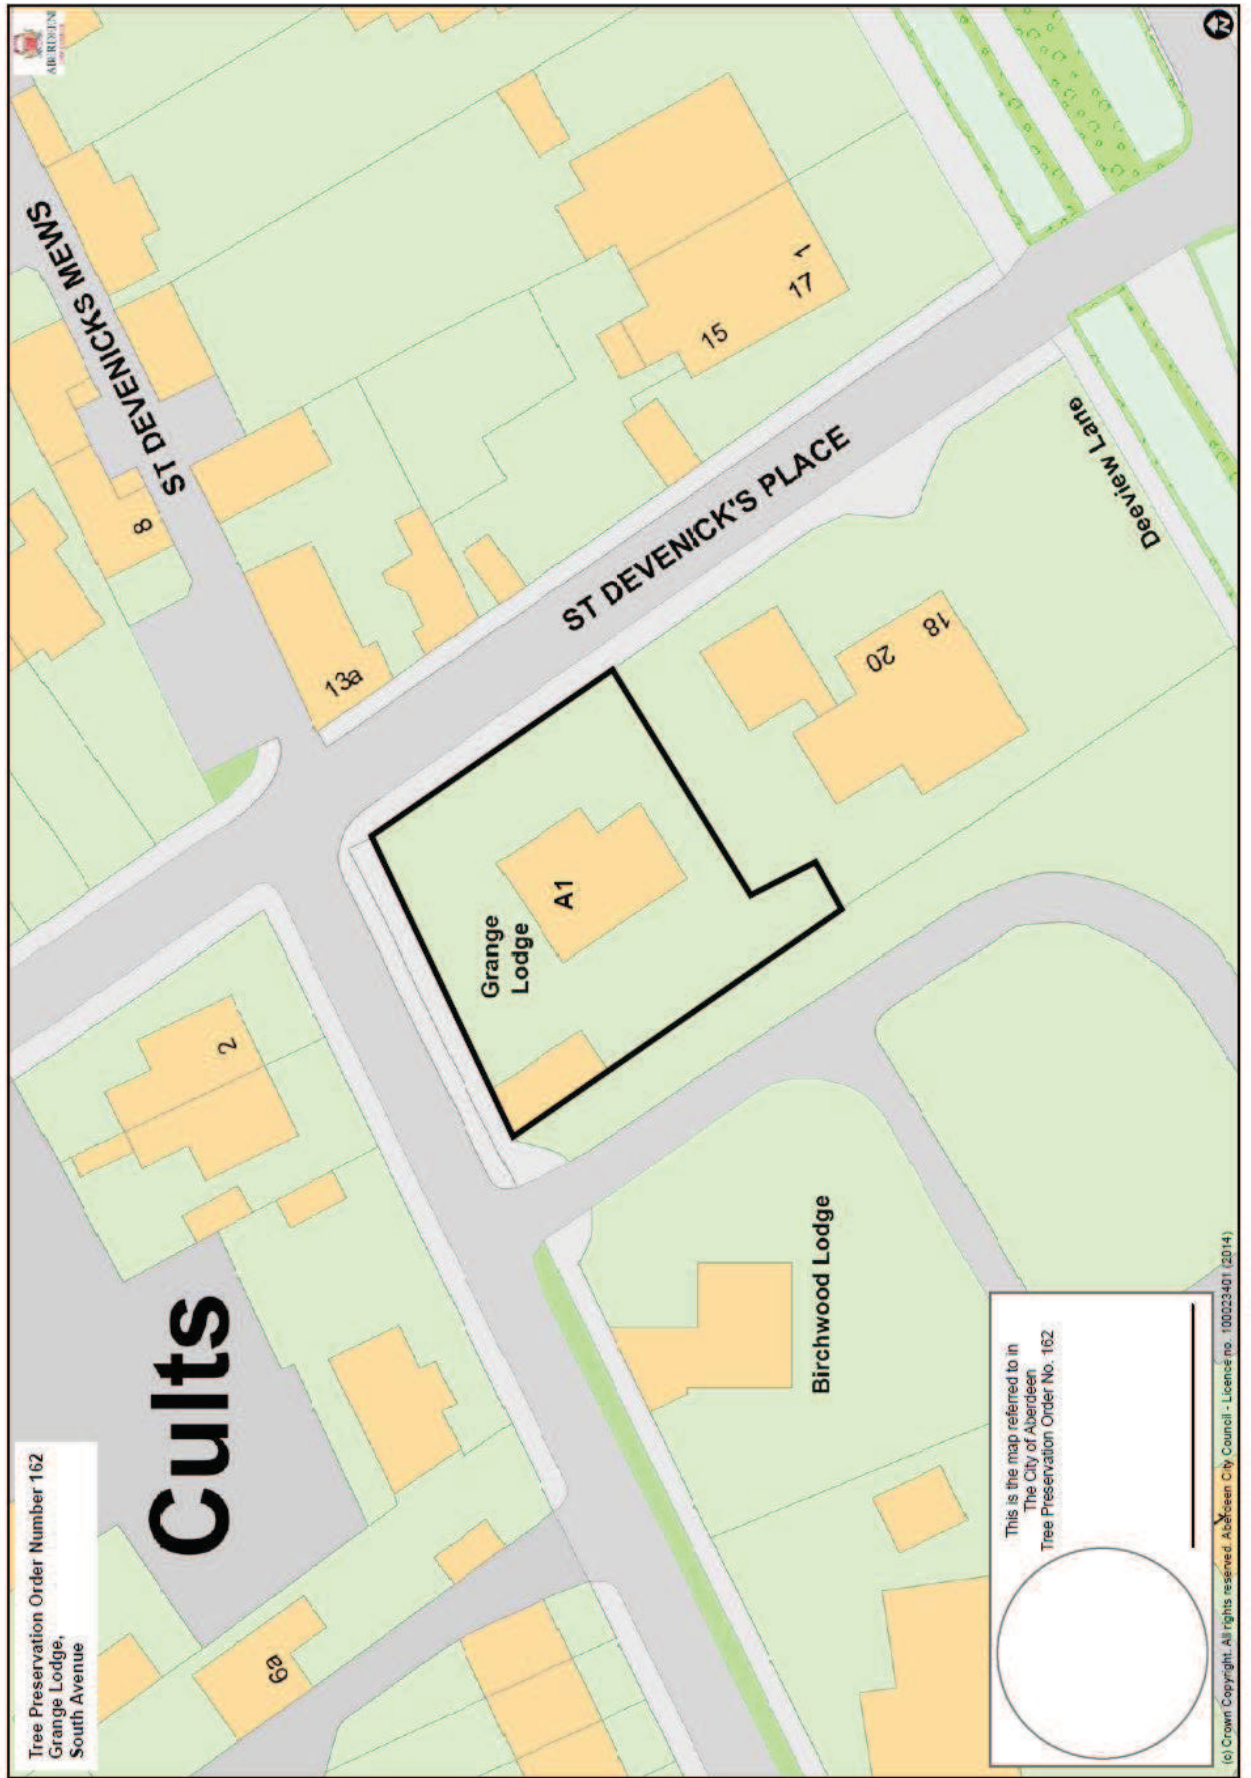 Tree Preservation Order Number 162
Grange Lodge,
South Avenue
ABERDEEN
Cults
ST DEVENICKS MEWS
8
6a
2
13a
15
17
1
Grange
Lodge
A1
ST DEVENICK'S PLACE
20
18
Deeview Lane
Birchwood Lodge
This is the map referred to in
The City of Aberdeen
Tree Preservation Order No. 162
(c) Crown Copyright. All rights reserved. Aberdeen City Council - Licence no. 100023401 (2014)
N